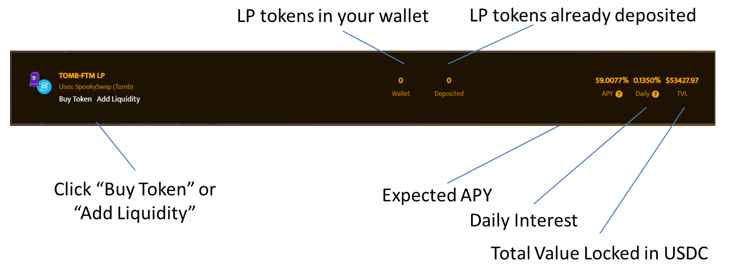 LP tokens in your wallet
LP tokens already deposited
TOMB-FTM LP
Uses: SpookySwap (Tomb)
Buy Token Add Liquidity
0
Wallet
0
Deposited
59.0077% 0.1350% $53427.97
APY ? Daily ? TVL
Click “Buy Token” or
“Add Liquidity”
Expected APY
Daily Interest
Total Value Locked in USDC